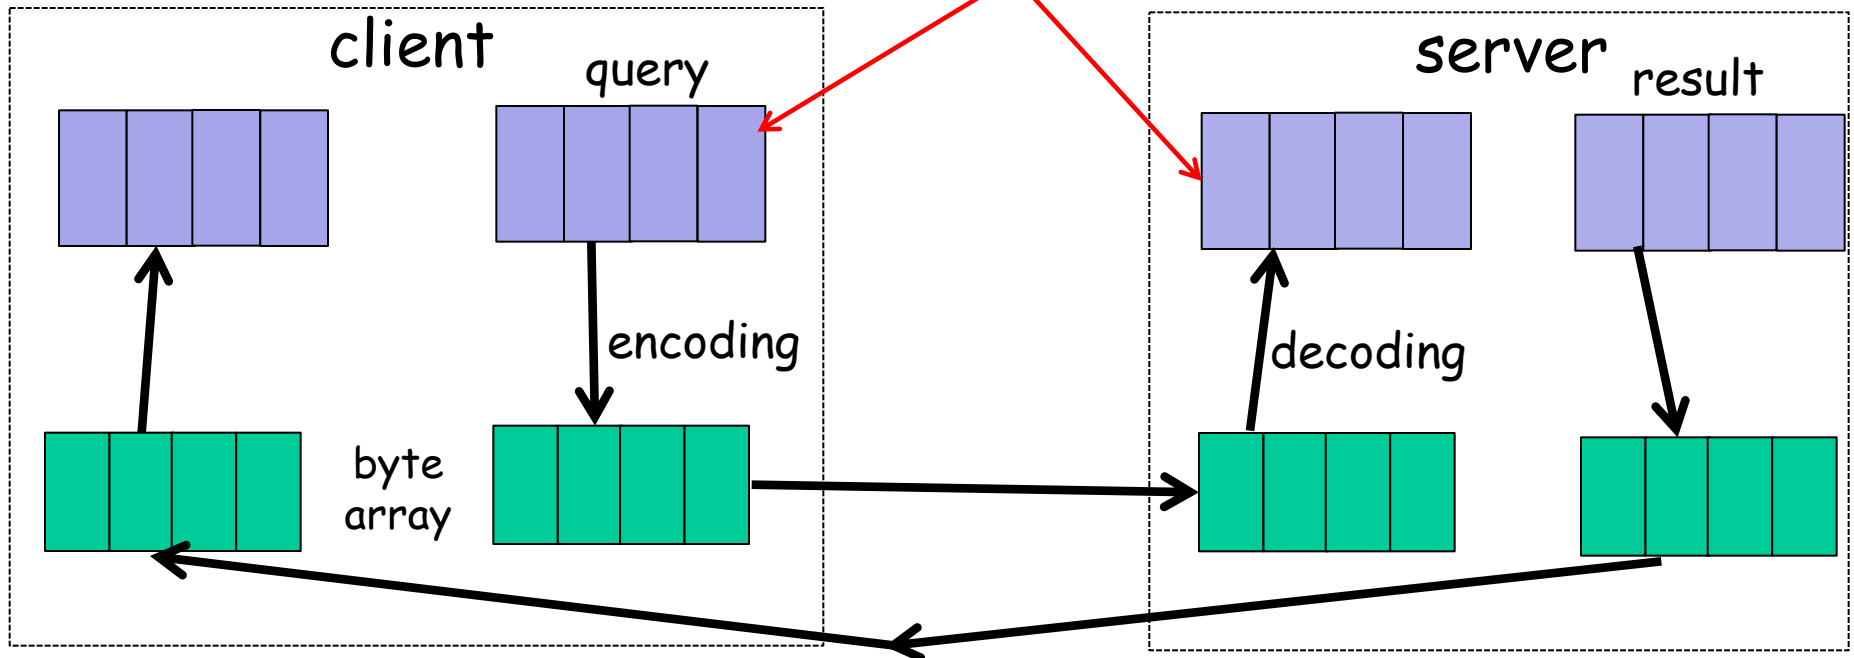 client
query
encoding
byte
array
server
result
decoding